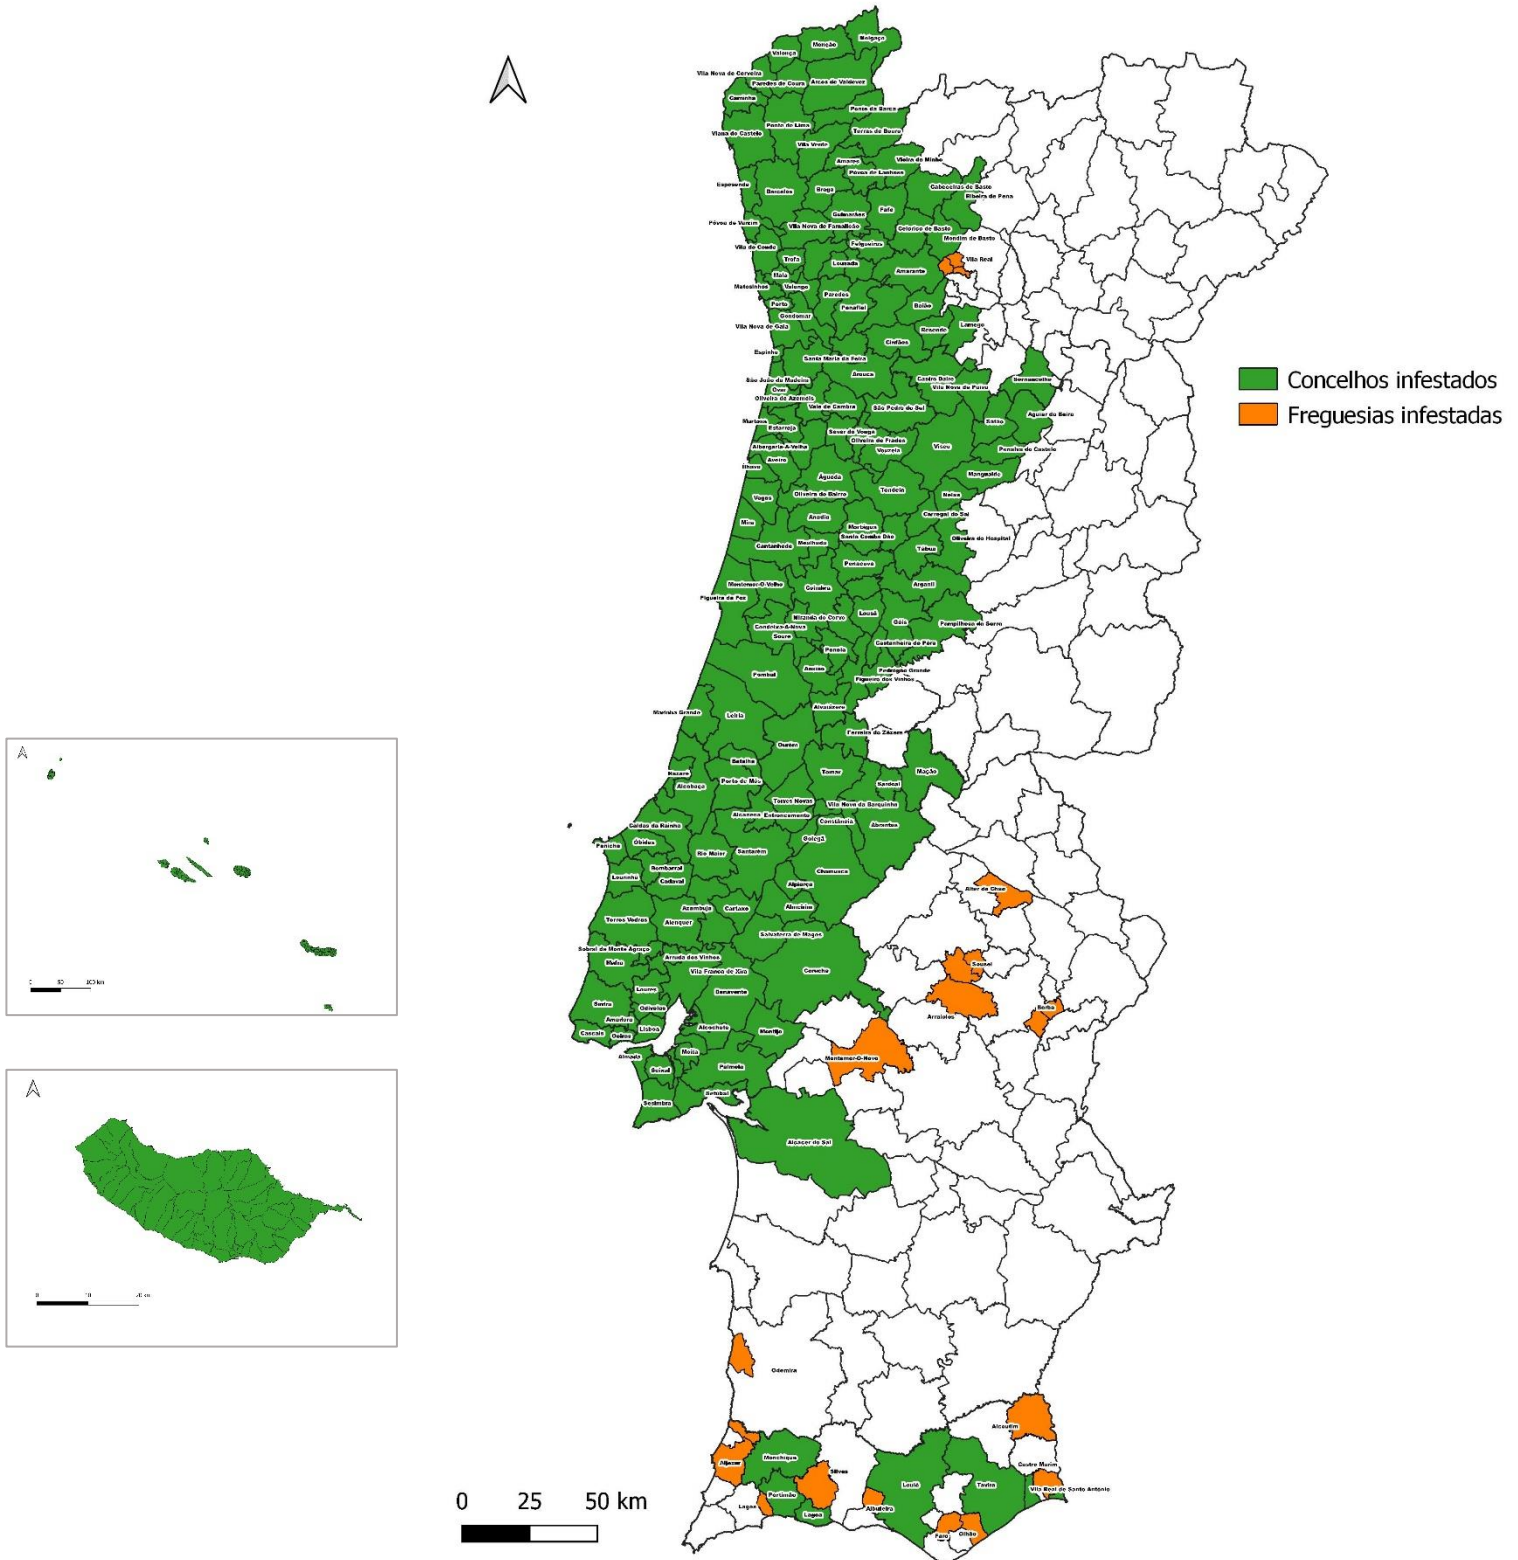 Melgaço
Monção
Valença
Vila Nova de Cerveira
Paredes de Coura
Arcos de Valdevez
Caminha
Ponte da Barca
Ponte de Lima
Viana do Castelo
Terras de Bouro
Vila Verde
Amares
Vieira do Minho
Póvoa de Lanhoso
Esposende
Barcelos
Braga
Cabeceiras de Basto
Ribeira de Pena
Guimarães
Fafe
Póvoa de Varzim
Vila Nova de Famalicão
Celorico de Basto
Mondim de Basto
Vila do Conde
Felgueiras
Trofa
Lousada
Vila Real
Maia
Amarante
Matosinhos
Valongo
Paredes
Porto
Penafiel
Baião
Gondomar
Vila Nova de Gaia
Resende
Lamego
Cinfães
Espinho
Santa Maria da Feira
Arouca
São João da Madeira
Castro Daire
Sernancelhe
Vila Nova de Paiva
Ovar
Oliveira de Azeméis
Vale de Cambra
São Pedro do Sul
Aguiar da Beira
Murtosa
Estarreja
Sátão
Sever do Vouga
Oliveira de Frades
Albergaria-A-Velha
Vouzela
Viseu
Penalva do Castelo
Aveiro
Ílhavo
Águeda
Mangualde
Vagos
Oliveira do Bairro
Tondela
Nelas
Mira
Anadia
Carregal do Sal
Mortágua
Santa Comba Dão
Oliveira do Hospital
Cantanhede
Mealhada
Tábua
Penacova
Montemor-O-Velho
Coimbra
Arganil
Figueira da Foz
Miranda do Corvo
Lousã
Góis
Pampilhosa da Serra
Condeixa-A-Nova
Soure
Castanheira de Pêra
Penela
Pombal
Ansião
Pedrógão Grande
Figueiró dos Vinhos
Marinha Grande
Leiria
Alvaiázere
Ferreira do Zêzere
Ourém
Batalha
Nazaré
Porto de Mós
Tomar
Mação
Alcobaça
Sardoal
Torres Novas
Vila Nova da Barquinha
Alcanena
Entroncamento
Constância
Abrantes
Caldas da Rainha
Peniche
Óbidos
Golegã
Rio Maior
Santarém
Bombarral
Chamusca
Lourinhã
Cadaval
Alpiarça
Alter do Chão
Azambuja
Cartaxo
Almeirim
Torres Vedras
Alenquer
Salvaterra de Magos
Sobral de Monte Agraço
Arruda dos Vinhos
Mafra
Vila Franca de Xira
Coruche
Sousel
Loures
Benavente
Sintra
Odivelas
Borba
Amadora
Arraiolos
Cascais
Oeiras
Lisboa
Alcochete
Montijo
Almada
Moita
Montemor-O-Novo
Seixal
Palmela
Sesimbra
Setúbal
Alcácer do Sal
Odemira
Alcoutim
Monchique
Aljezur
Silves
Castro Marim
Loulé
Tavira
Vila Real de Santo António
Portimão
Lagos
Lagoa
Albufeira
Faro
Olhão
Concelhos infestados
Freguesias infestadas
0 25 50 km